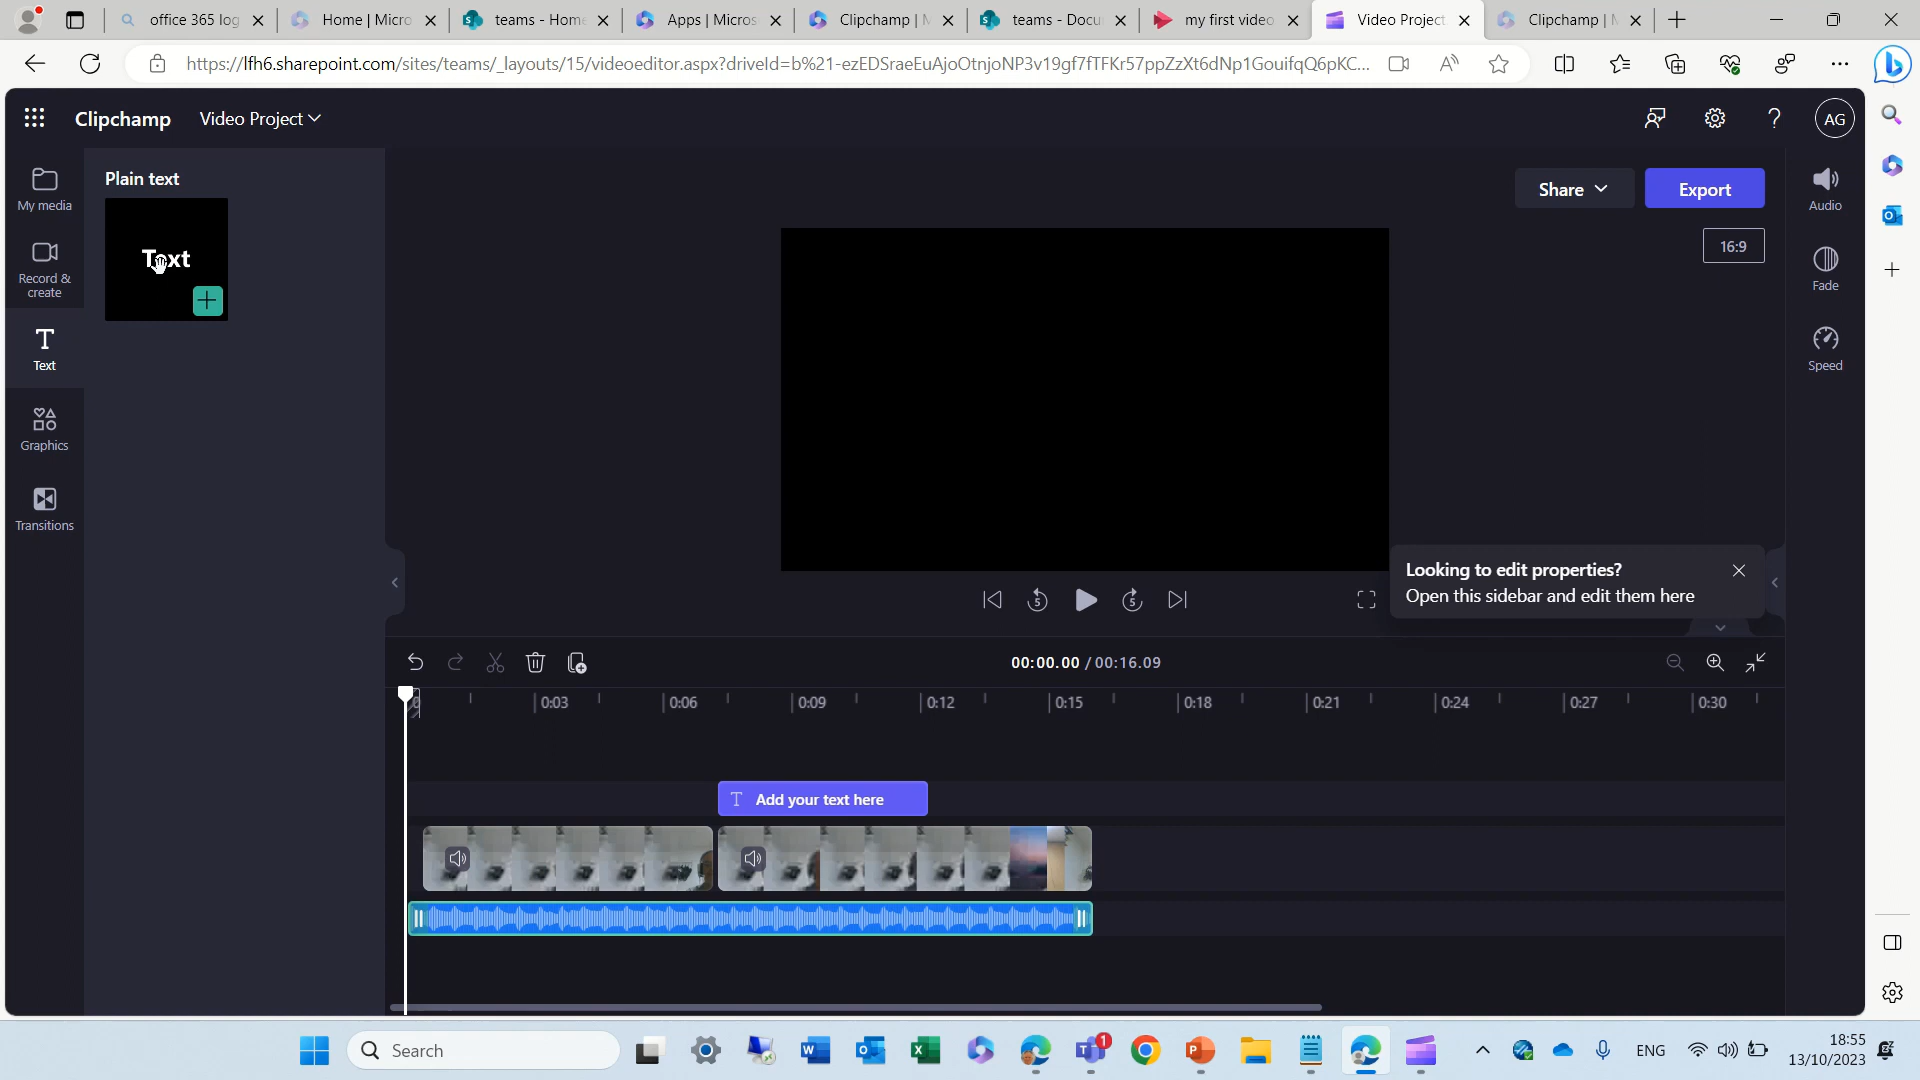 office 365 log
Home | Micro
teams - Home
Apps | Micros
Clipchamp | M
teams - Docu
my first video
Video Project
Clipchamp | M
https://lfh6.sharepoint.com/sites/teams/_layouts/15/videoeditor.aspx?driveId=b%21-ezEDSraeEuAjoOtnjoNP3v19gf7fTFKr57ppZzXt6dNp1GouifqQ6pKC...
Clipchamp
Video Project
AG
My media
Plain text
Text
Record &
create
Text
Graphics
Transitions
Share
Export
16:9
Audio
Fade
Speed
Looking to edit properties?
Open this sidebar and edit them here
00:00.00 / 00:16.09
0
0:03
0:06
0:09
0:12
0:15
0:18
0:21
0:24
0:27
0:30
T Add your text here
Search
1
ENG
18:55
13/10/2023